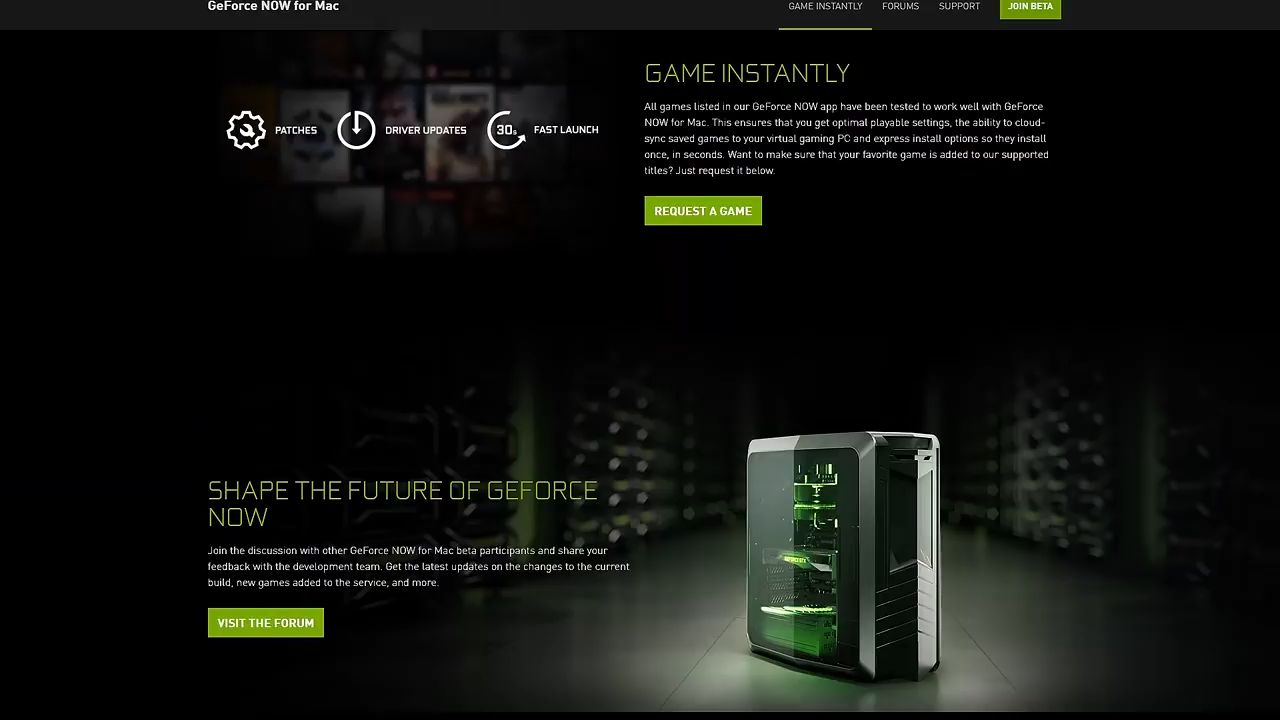 GeForce NOW for Mac
GAME INSTANTLY
FORUMS
SUPPORT
JOIN BETA
PATCHES
DRIVER UPDATES
30s
FAST LAUNCH
GAME INSTANTLY
All games listed in our GeForce NOW app have been tested to work well with GeForce
NOW for Mac. This ensures that you get optimal playable settings, the ability to cloud-
sync saved games to your virtual gaming PC and express install options so they install
once, in seconds. Want to make sure that your favorite game is added to our supported
titles? Just request it below.
REQUEST A GAME
SHAPE THE FUTURE OF GEFORCE
NOW
Join the discussion with other GeForce NOW for Mac beta participants and share your
feedback with the development team. Get the latest updates on the changes to the current
build, new games added to the service, and more.
VISIT THE FORUM